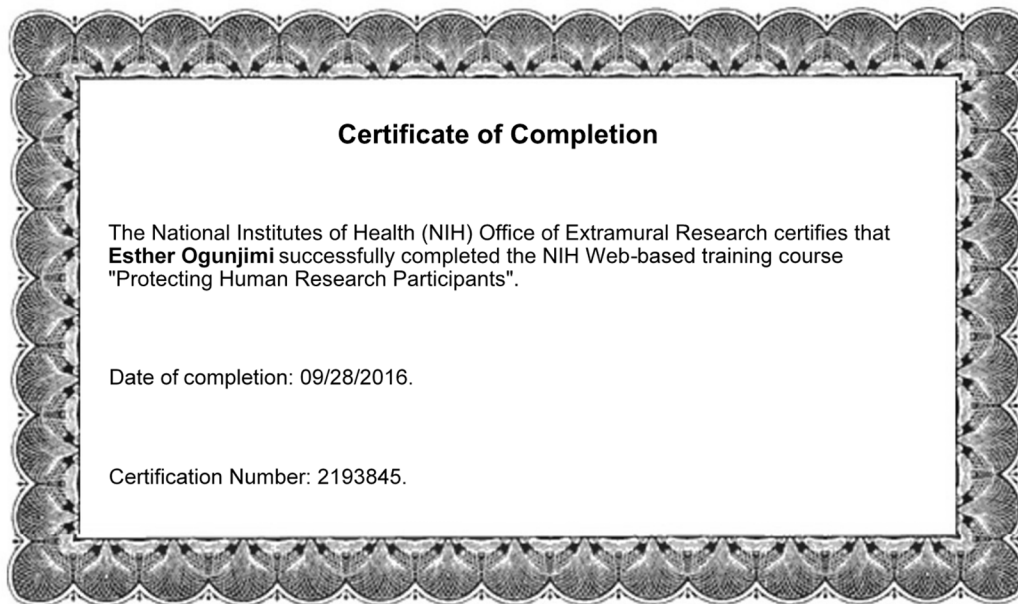 Certificate of Completion
The National Institutes of Health (NIH) Office of Extramural Research certifies that
Esther Ogunjimi successfully completed the NIH Web-based training course
"Protecting Human Research Participants".
Date of completion: 09/28/2016.
Certification Number: 2193845.